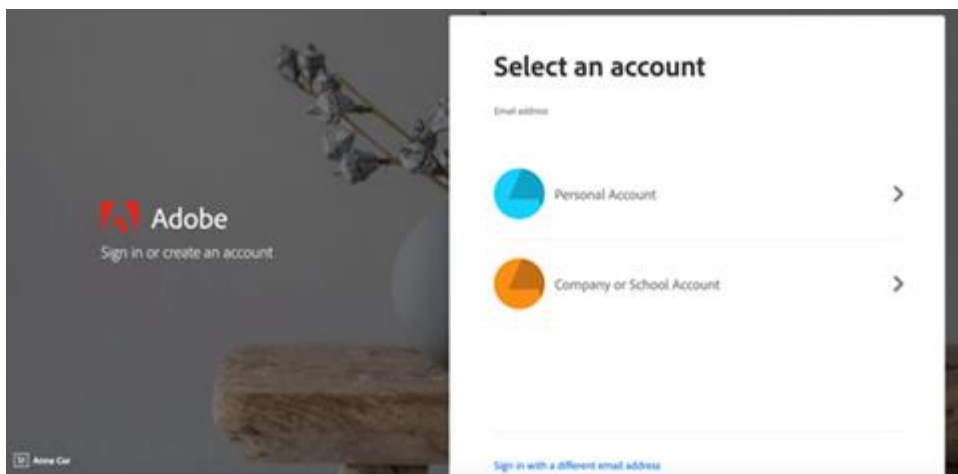 Select an account
Email address
Personal Account
Company or School Account
Sign in with a different email address
Adobe
Sign in or create an account
Anna Cor